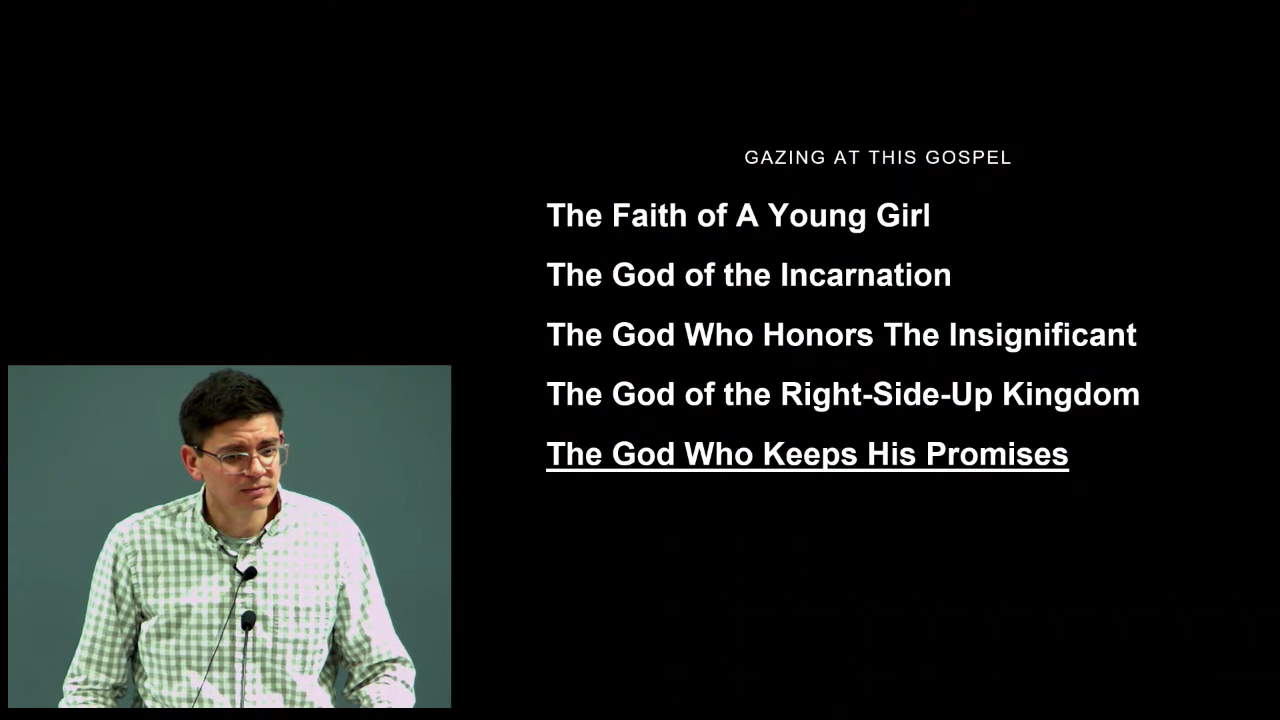 GAZING AT THIS GOSPEL
The Faith of A Young Girl
The God of the Incarnation
The God Who Honors The Insignificant
The God of the Right-Side-Up Kingdom
The God Who Keeps His Promises